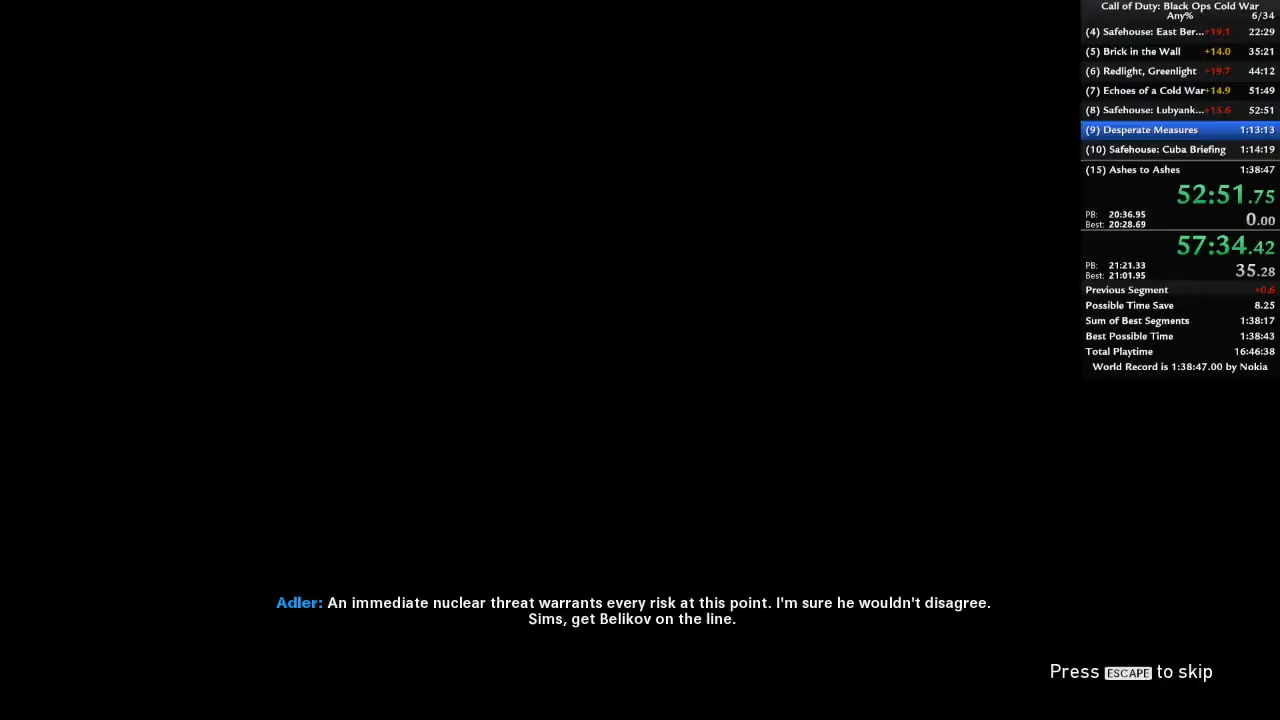 Call of Duty: Black Ops Cold War
Any% 6/34
(4) Safehouse: East Ber... +19.1 22:29
(5) Brick in the Wall +14.0 35:21
(6) Redlight, Greenlight +19.7 44:12
(7) Echoes of a Cold War +14.9 51:49
(8) Safehouse: Lubyank... +15.6 52:51
(9) Desperate Measures 1:13:13
(10) Safehouse: Cuba Briefing 1:14:19
(15) Ashes to Ashes 1:38:47
52:51.75
PB: 20:36.95
Best: 20:28.69
0.00
57:34.42
PB: 21:21.33
Best: 21:01.95
35.28
Previous Segment +0.6
Possible Time Save 8.25
Sum of Best Segments 1:38:17
Best Possible Time 1:38:43
Total Playtime 16:46:38
World Record is 1:38:47.00 by Nokia
Adler: An immediate nuclear threat warrants every risk at this point. I'm sure he wouldn't disagree.
Sims, get Belikov on the line.
Press ESCAPE to skip